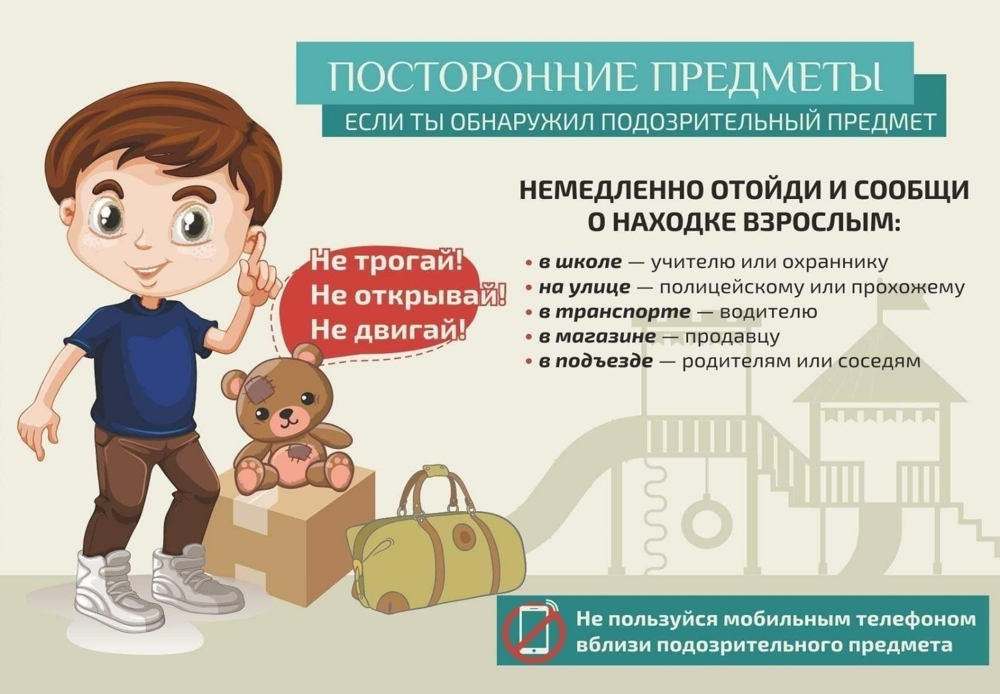 ПОСТОРОННИЕ ПРЕДМЕТЫ
ЕСЛИ ТЫ ОБНАРУЖИЛ ПОДОЗРИТЕЛЬНЫЙ ПРЕДМЕТ
НЕМЕДЛЕННО ОТОЙДИ И СООБЩИ
О НАХОДКЕ ВЗРОСЛЫМ:
Не трогай!
Не открывай!
Не двигай!
• в школе — учителю или охраннику
• на улице — полицейскому или прохожему
• в транспорте — водителю
• в магазине — продавцу
• в подъезде — родителям или соседям
Не пользуйся мобильным телефоном
вблизи подозрительного предмета